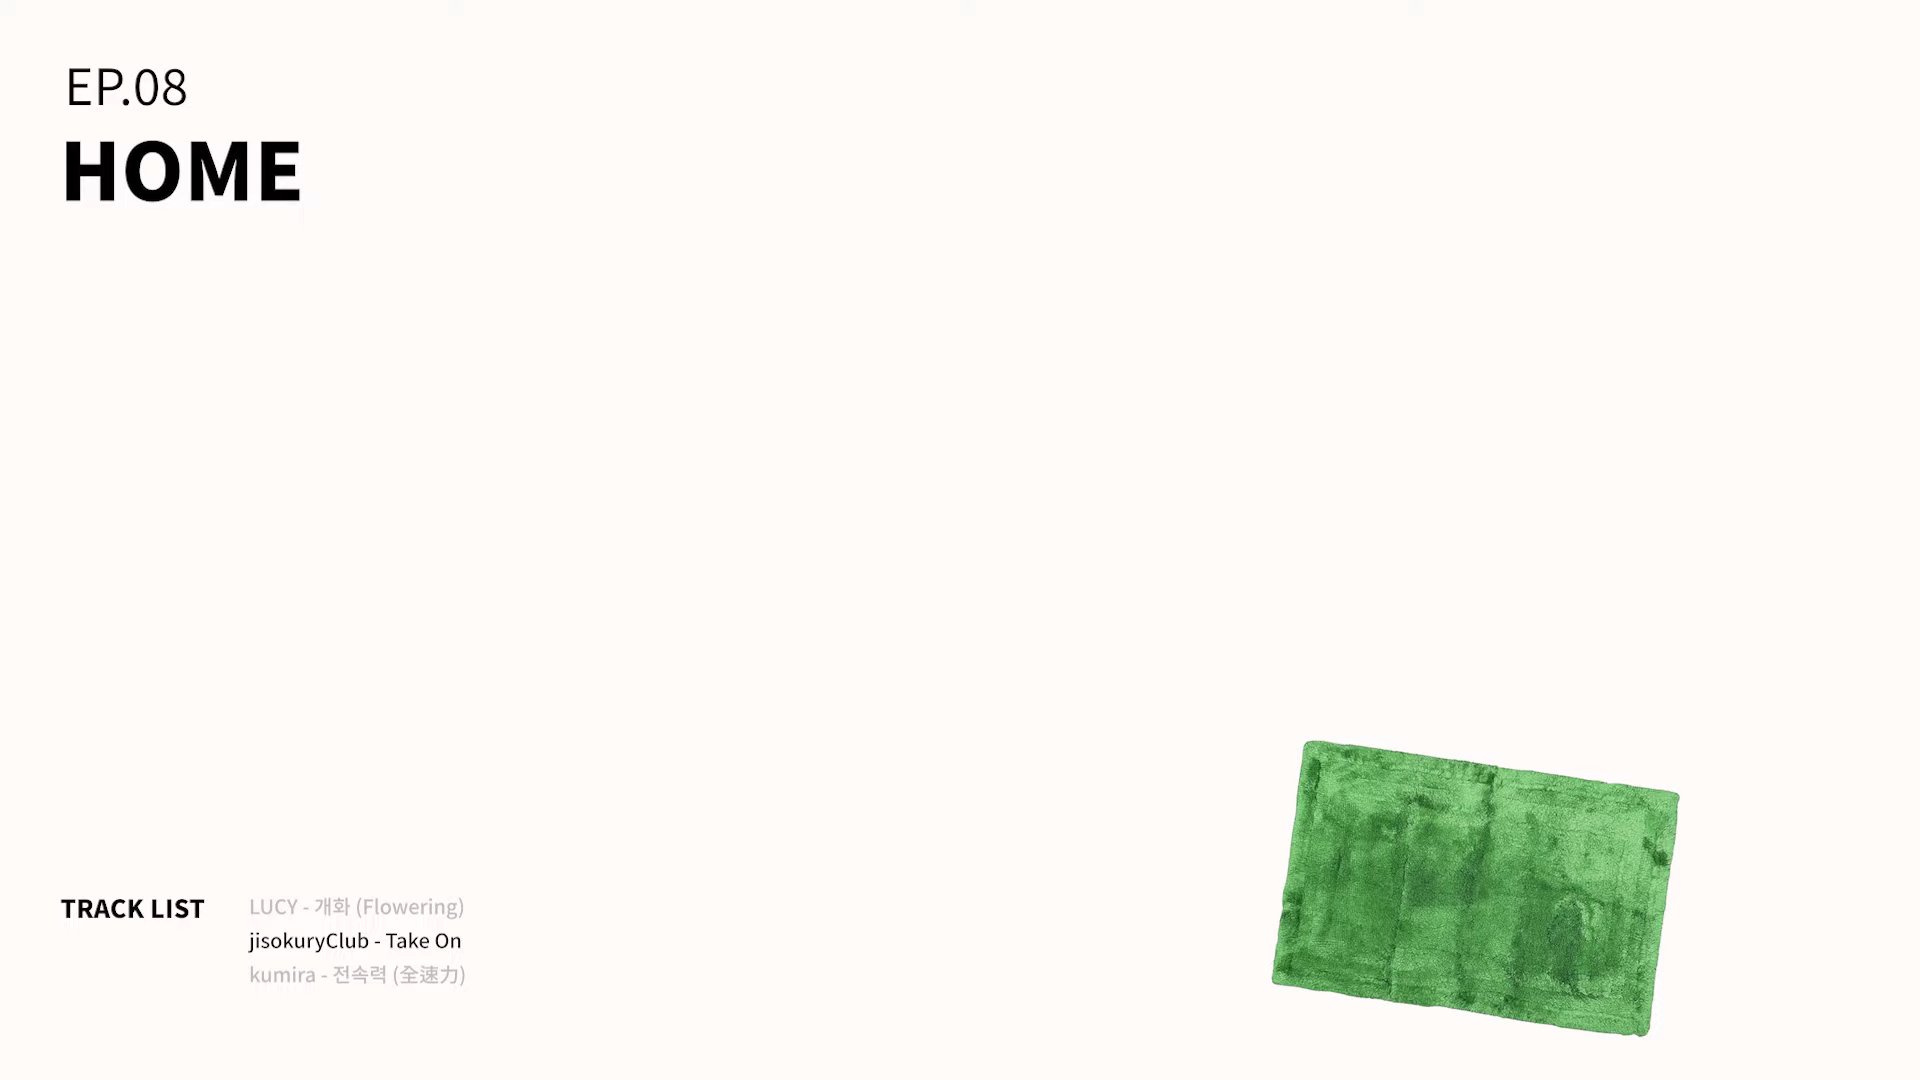 EP.08
HOME
TRACK LIST
LUCY - 개화 (Flowering)
jisokuryClub - Take On
kumira - 전속력 (全速力)